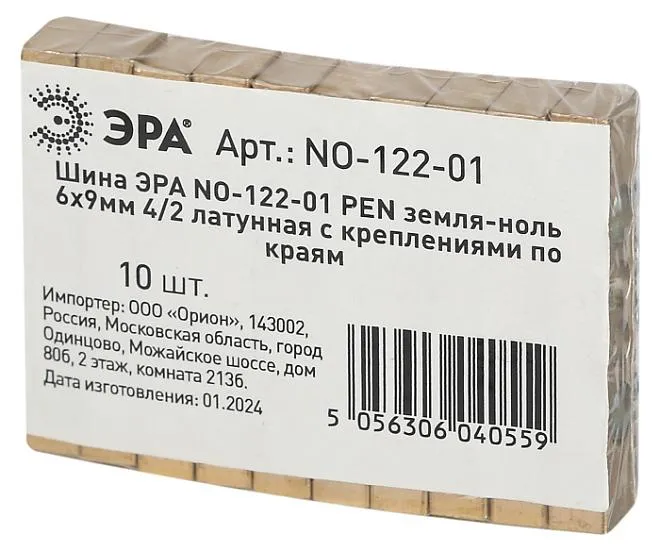 ЭРА® Арт.: NO-122-01
Шина ЭРА NO-122-01 PEN земля-ноль
6х9мм 4/2 латунная с креплениями по
краям
10 шт.
Импортер: ООО «Орион», 143002,
Россия, Московская область, город
Одинцово, Можайское шоссе, дом
80б, 2 этаж, комната 213б.
Дата изготовления: 01.2024
5 056306 040559